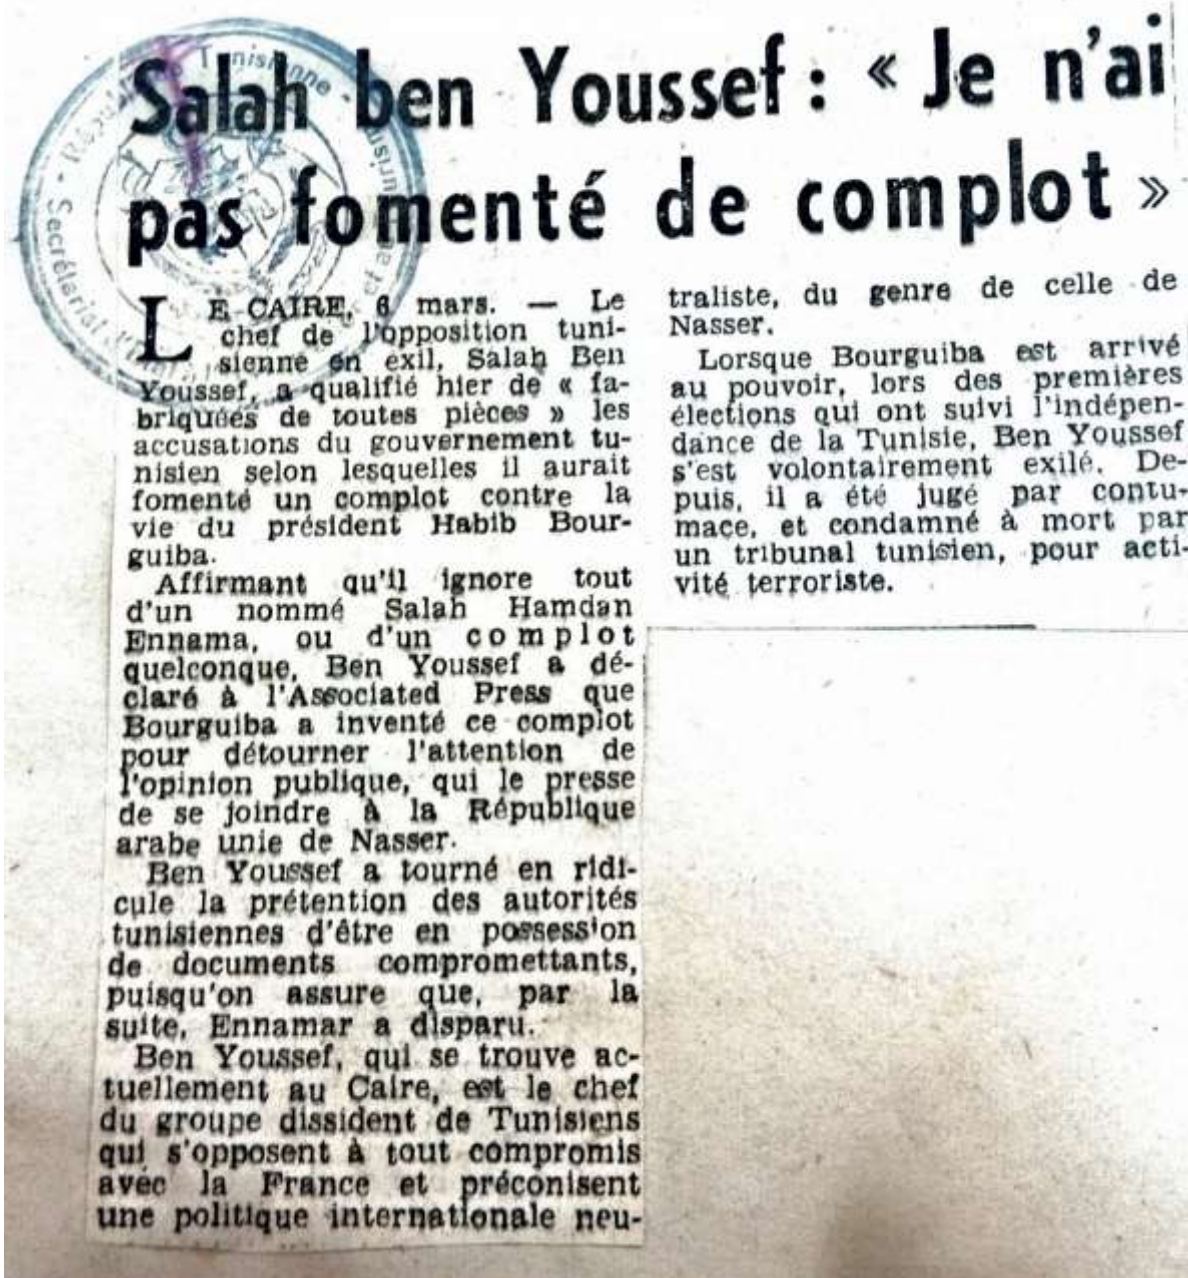 Salah ben Youssef : « Je n'ai
pas fomenté de complot »
LE CAIRE, 6 mars. — Le
chef de l'opposition tuni-
sienne en exil, Salah Ben
Youssef, a qualifié hier de « fa-
briquées de toutes pièces » les
accusations du gouvernement tu-
nisien selon lesquelles il aurait
fomenté un complot contre la
vie du président Habib Bour-
guiba.
Affirmant qu'il ignore tout
d'un nommé Salah Hamdan
Ennama, ou d'un complot
quelconque, Ben Youssef a dé-
claré à l'Associated Press que
Bourguiba a inventé ce complot
pour détourner l'attention de
l'opinion publique, qui le presse
de se joindre à la République
arabe unie de Nasser.
Ben Youssef a tourné en ridi-
cule la prétention des autorités
tunisiennes d'être en possession
de documents compromettants,
puisqu'on assure que, par la
suite, Ennamar a disparu.
Ben Youssef, qui se trouve ac-
tuellement au Caire, est le chef
du groupe dissident de Tunisiens
qui s'opposent à tout compromis
avec la France et préconisent
une politique internationale neu-
traliste, du genre de celle de
Nasser.
Lorsque Bourguiba est arrivé
au pouvoir, lors des premières
élections qui ont suivi l'indépen-
dance de la Tunisie, Ben Youssef
s'est volontairement exilé. De-
puis, il a été jugé par contu-
mace, et condamné à mort par
un tribunal tunisien, pour acti-
vité terroriste.
Tunisienne
Secrétariat